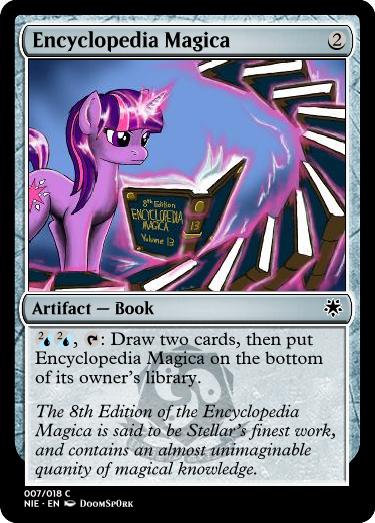 Encyclopedia Magica 2
8th Edition
ENCYCLOPEDIA
MAGICA
Volume 13
13
Artifact — Book
2 2, : Draw two cards, then put
Encyclopedia Magica on the bottom
of its owner's library.
The 8th Edition of the Encyclopedia
Magica is said to be Stellar's finest work,
and contains an almost unimaginable
quanity of magical knowledge.
007/018 C
NIE • EN DoomSp0rk